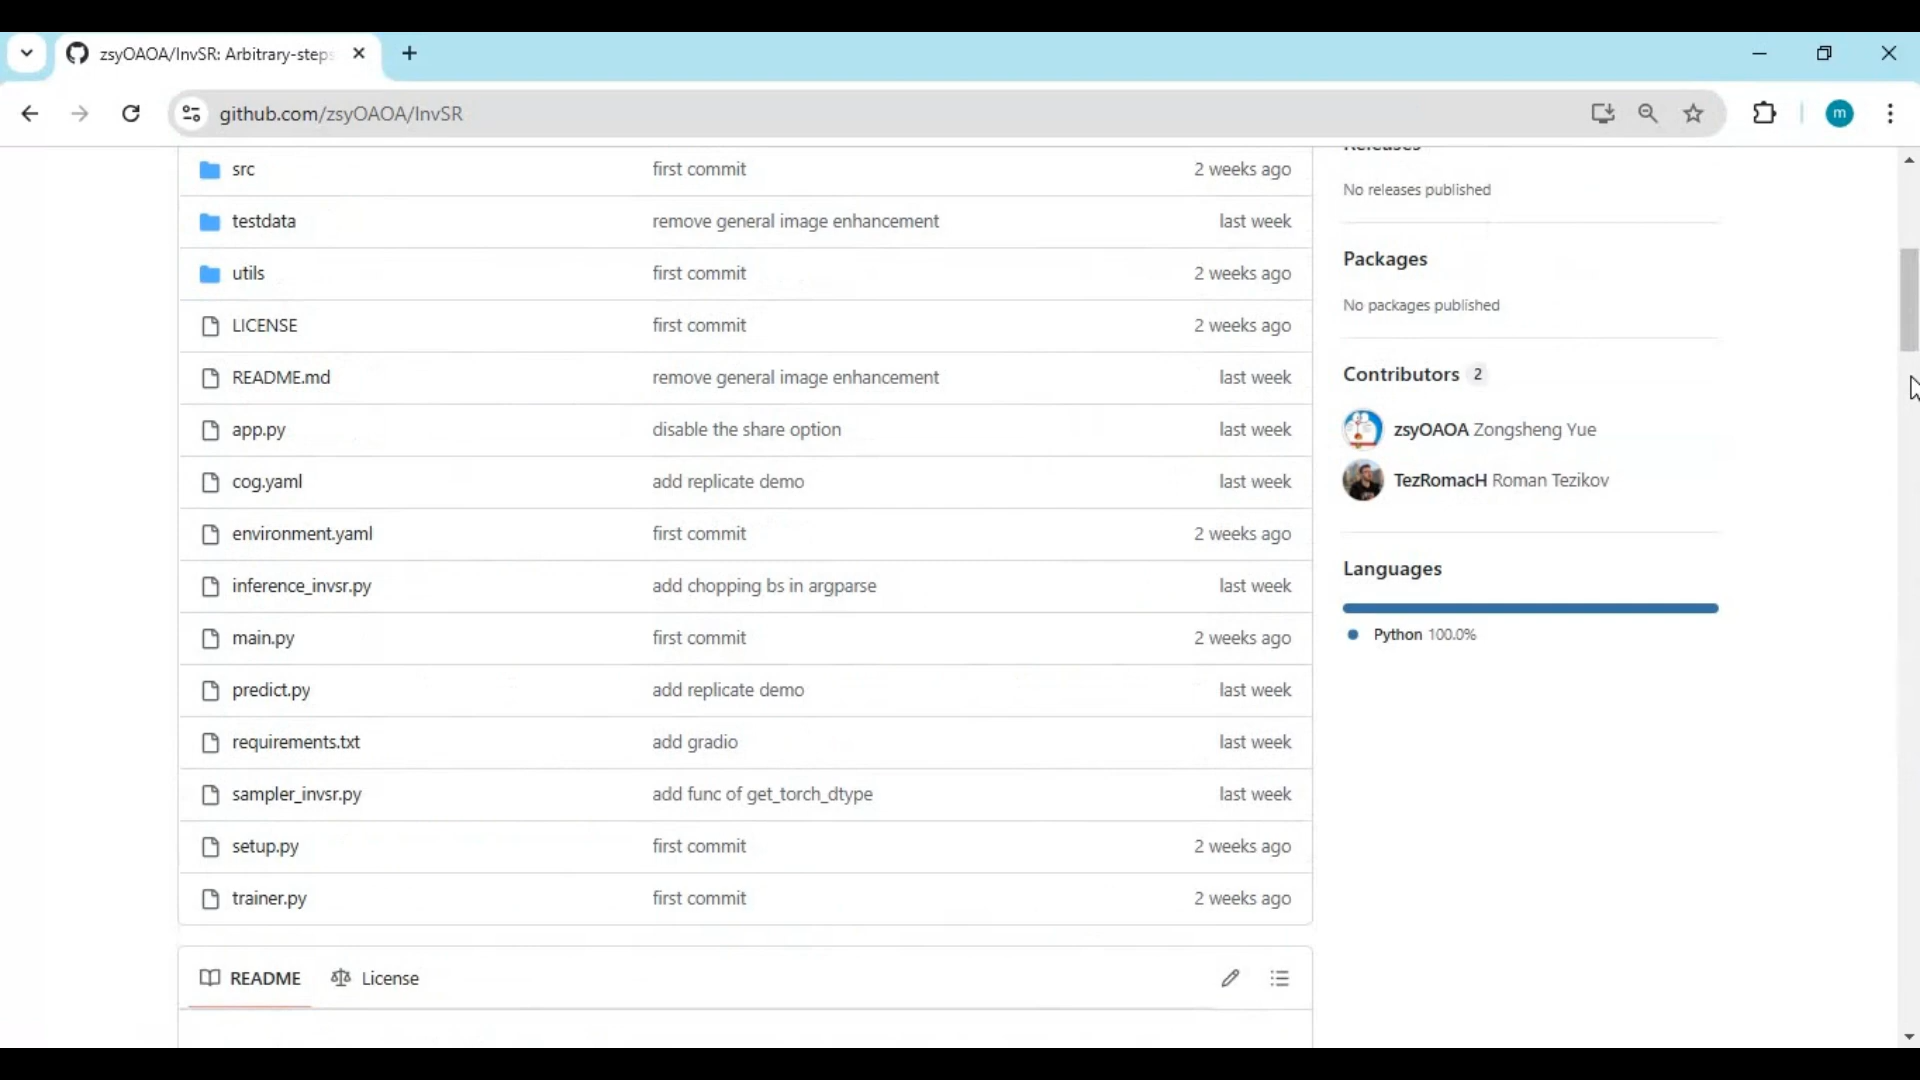 zsyOAOA/InvSR: Arbitrary-steps
github.com/zsyOAOA/InvSR
m
src first commit 2 weeks ago
testdata remove general image enhancement last week
utils first commit 2 weeks ago
LICENSE first commit 2 weeks ago
README.md remove general image enhancement last week
app.py disable the share option last week
cog.yaml add replicate demo last week
environment.yaml first commit 2 weeks ago
inference_invsr.py add chopping bs in argparse last week
main.py first commit 2 weeks ago
predict.py add replicate demo last week
requirements.txt add gradio last week
sampler_invsr.py add func of get_torch_dtype last week
setup.py first commit 2 weeks ago
trainer.py first commit 2 weeks ago
README License
Releases
No releases published
Packages
No packages published
Contributors 2
zsyOAOA Zongsheng Yue
TezRomacH Roman Tezikov
Languages
Python 100.0%